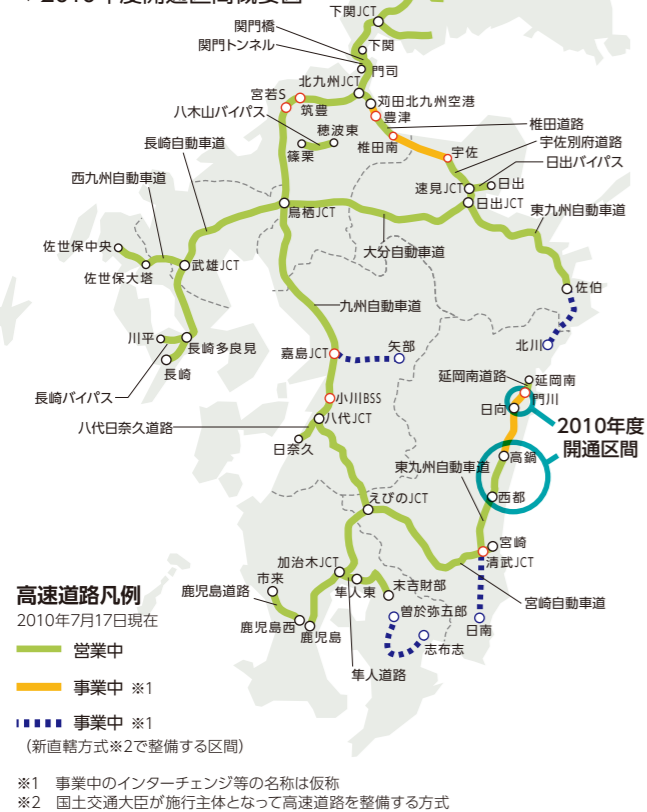 下関JCT
関門橋
関門トンネル
下関
門司
北九州JCT
宮若S
筑豊
苅田北九州空港
豊津
八木山バイパス
穂波東
篠栗
椎田道路
椎田南
宇佐別府道路
宇佐
日出バイパス
長崎自動車道
西九州自動車道
速見JCT
日出
日出JCT
鳥栖JCT
東九州自動車道
大分自動車道
佐世保中央
佐世保大塔
武雄JCT
佐伯
九州自動車道
北川
川平
長崎多良見
長崎
長崎バイパス
嘉島JCT
矢部
延岡南道路
延岡南
門川
日向
小川BSS
八代JCT
八代日奈久道路
日奈久
2010年度
開通区間
高鍋
東九州自動車道
西都
えびのJCT
宮崎
清武JCT
宮崎自動車道
加治木JCT
市来
鹿児島道路
隼人東
末吉財部
曽於弥五郎
日南
鹿児島西
鹿児島
志布志
隼人道路
高速道路凡例
2010年7月17日現在
営業中
事業中 ※1
事業中 ※1
(新直轄方式※2で整備する区間)
※1 事業中のインターチェンジ等の名称は仮称
※2 国土交通大臣が施行主体となって高速道路を整備する方式